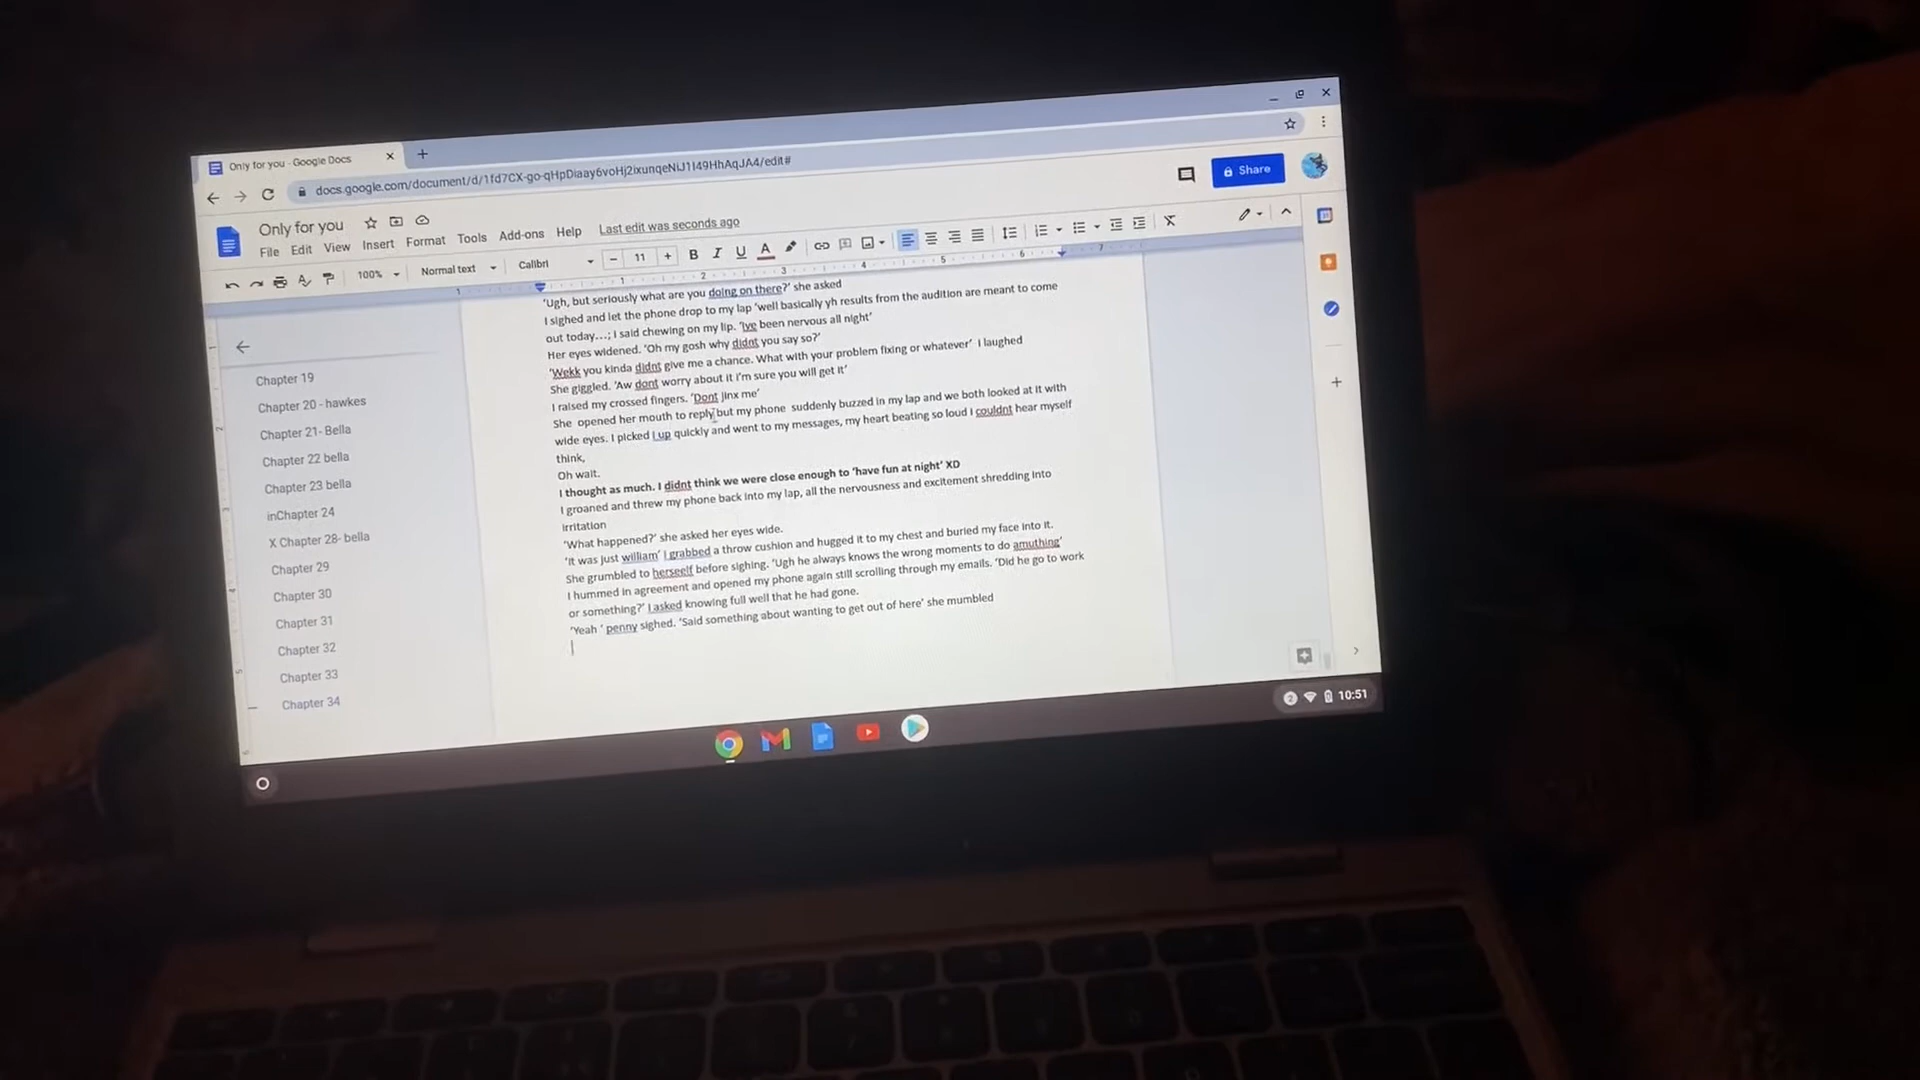 Only for you - Google Docs
docs.google.com/document/d/1fd7CX-go-qHpDiaay6voHj2ixunqeNiJ1I49HhAqJA4/edit#
Only for you
Share
File Edit View Insert Format Tools Add-ons Help Last edit was seconds ago
100% Normal text Calibri 11 B I U A
1 1 2 3 4 5 6 7
Chapter 19
Chapter 20 - hawkes
Chapter 21- Bella
Chapter 22 bella
Chapter 23 bella
inChapter 24
X Chapter 28- bella
Chapter 29
Chapter 30
Chapter 31
Chapter 32
Chapter 33
Chapter 34
'Ugh, but seriously what are you doing on there?' she asked
I sighed and let the phone drop to my lap 'well basically yh results from the audition are meant to come
out today...; I said chewing on my lip. 'Ive been nervous all night'
Her eyes widened. 'Oh my gosh why didnt you say so?'
'Wekk you kinda didnt give me a chance. What with your problem fixing or whatever' I laughed
She giggled. 'Aw dont worry about it I'm sure you will get it'
I raised my crossed fingers. 'Dont jinx me'
She opened her mouth to reply but my phone suddenly buzzed in my lap and we both looked at it with
wide eyes. I picked i up quickly and went to my messages, my heart beating so loud I couldnt hear myself
think,
Oh wait.
I thought as much. I didnt think we were close enough to 'have fun at night' XD
I groaned and threw my phone back into my lap, all the nervousness and excitement shredding into
irritation
'What happened?' she asked her eyes wide.
'It was just william' I grabbed a throw cushion and hugged it to my chest and buried my face into it.
She grumbled to herseelf before sighing. 'Ugh he always knows the wrong moments to do amuthing'
I hummed in agreement and opened my phone again still scrolling through my emails. 'Did he go to work
or something?' I asked knowing full well that he had gone.
'Yeah ' penny sighed. 'Said something about wanting to get out of here' she mumbled
2 10:51